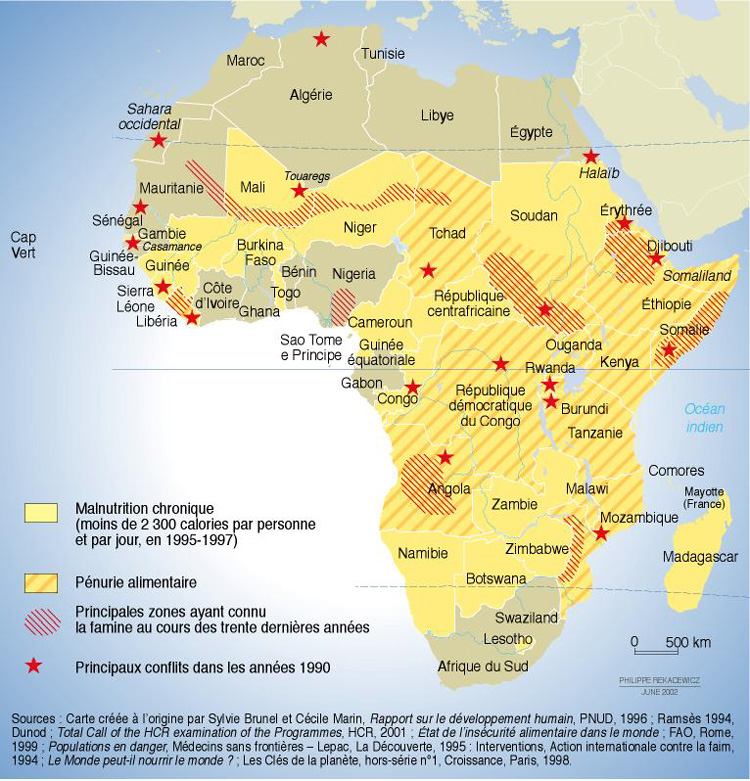 Maroc
Tunisie
Algérie
Libye
Égypte
Sahara
occidental
Halaïb
Mauritanie
Mali
Touaregs
Niger
Tchad
Soudan
Érythrée
Cap
Vert
Sénégal
Gambie
Casamance
Guinée-
Bissau
Guinée
Burkina
Faso
Djibouti
Somaliland
Sierra
Léone
Libéria
Côte
d'Ivoire
Ghana
Togo
Bénin
Nigeria
République
centrafricaine
Éthiopie
Somalie
Cameroun
Sao Tome
e Principe
Guinée
équatoriale
Gabon
Congo
Ouganda
Kenya
Rwanda
Burundi
République
démocratique
du Congo
Tanzanie
Océan
indien
Angola
Zambie
Malawi
Comores
Mayotte
(France)
Mozambique
Madagascar
Namibie
Zimbabwe
Botswana
Swaziland
Lesotho
Afrique du Sud
Malnutrition chronique
(moins de 2 300 calories par personne
et par jour, en 1995-1997)
Pénurie alimentaire
Principales zones ayant connu
la famine au cours des trente dernières années
Principaux conflits dans les années 1990
0 500 km
PHILIPPE REKACEWICZ
JUNE 2002
Sources : Carte créée à l'origine par Sylvie Brunel et Cécile Marin, Rapport sur le développement humain, PNUD, 1996 ; Ramsès 1994,
Dunod ; Total Call of the HCR examination of the Programmes, HCR, 2001 ; État de l'insécurité alimentaire dans le monde ; FAO, Rome,
1999 ; Populations en danger, Médecins sans frontières – Lepac, La Découverte, 1995 : Interventions, Action internationale contre la faim,
1994 ; Le Monde peut-il nourrir le monde ? ; Les Clés de la planète, hors-série n°1, Croissance, Paris, 1998.